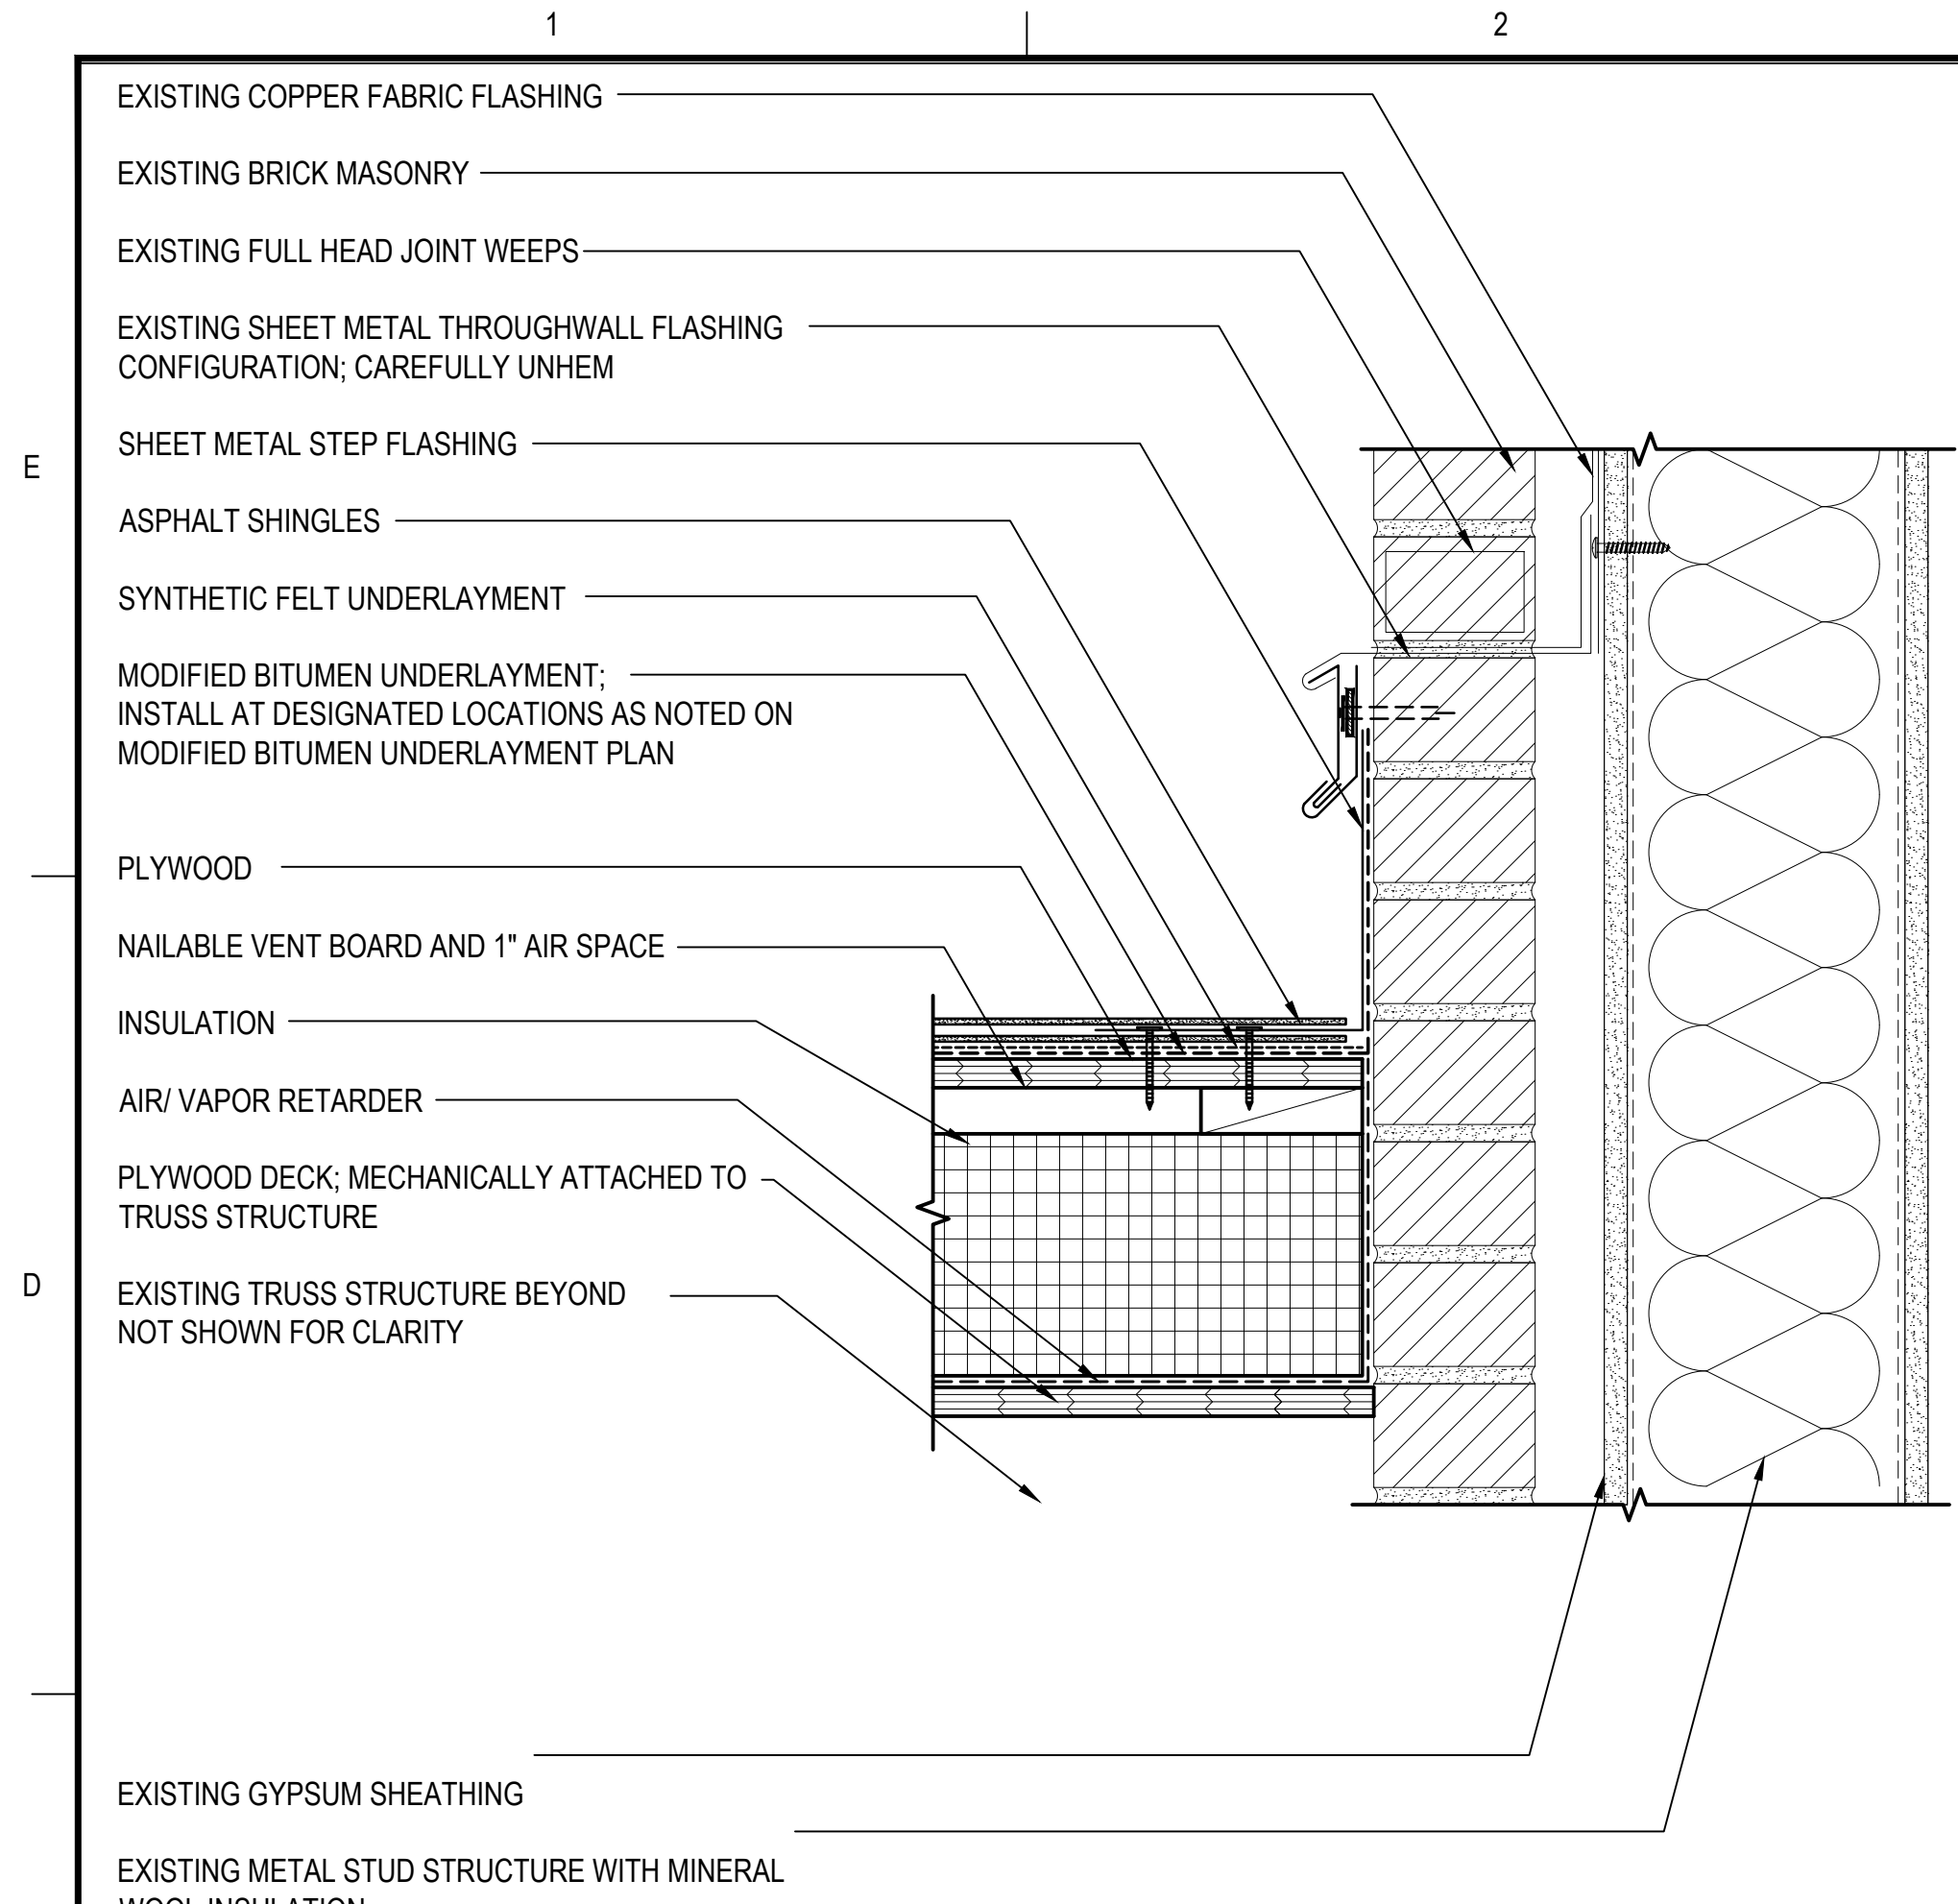 1
2
EXISTING COPPER FABRIC FLASHING
EXISTING BRICK MASONRY
EXISTING FULL HEAD JOINT WEEPS
EXISTING SHEET METAL THROUGHWALL FLASHING
CONFIGURATION; CAREFULLY UNHEM
SHEET METAL STEP FLASHING
E
ASPHALT SHINGLES
SYNTHETIC FELT UNDERLAYMENT
MODIFIED BITUMEN UNDERLAYMENT;
INSTALL AT DESIGNATED LOCATIONS AS NOTED ON
MODIFIED BITUMEN UNDERLAYMENT PLAN
PLYWOOD
NAILABLE VENT BOARD AND 1" AIR SPACE
INSULATION
AIR/ VAPOR RETARDER
PLYWOOD DECK; MECHANICALLY ATTACHED TO
TRUSS STRUCTURE
D
EXISTING TRUSS STRUCTURE BEYOND
NOT SHOWN FOR CLARITY
EXISTING GYPSUM SHEATHING
EXISTING METAL STUD STRUCTURE WITH MINERAL
WOOL INSULATION